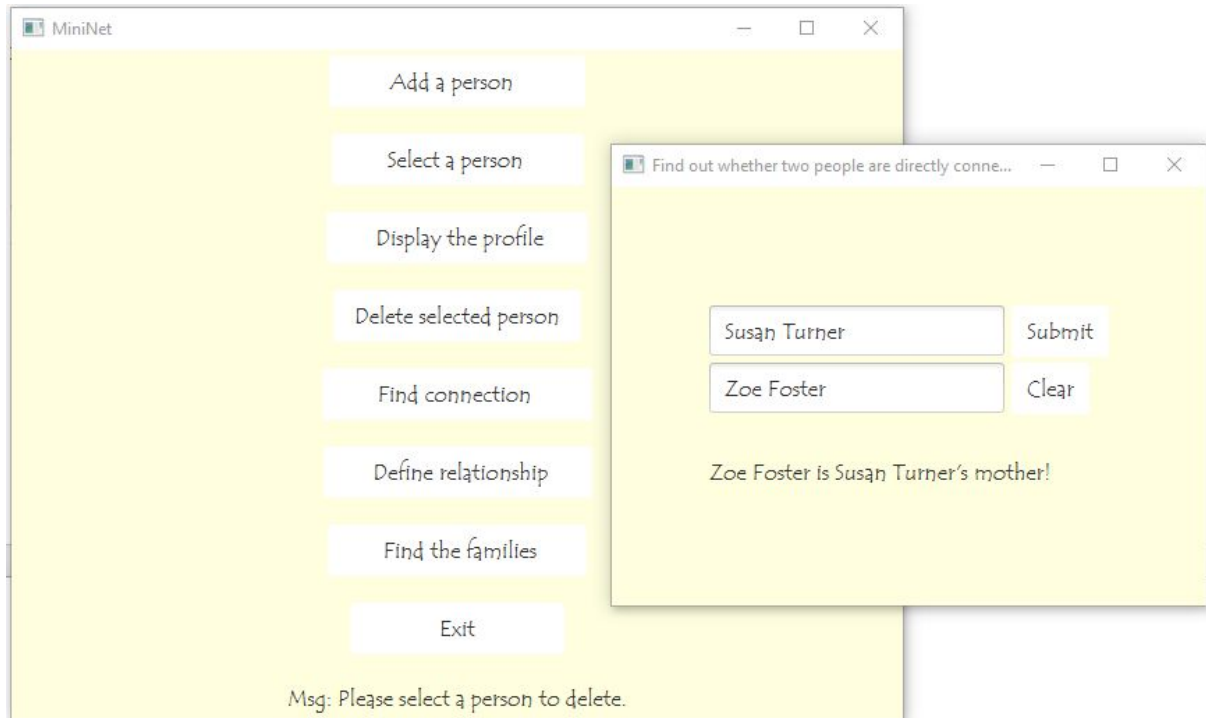 MiniNet
Add a person
Select a person
Display the profile
Delete selected person
Find connection
Define relationship
Find the families
Exit
Msg: Please select a person to delete.
Find out whether two people are directly conne...
Susan Turner
Submit
Zoe Foster
Clear
Zoe Foster is Susan Turner's mother!